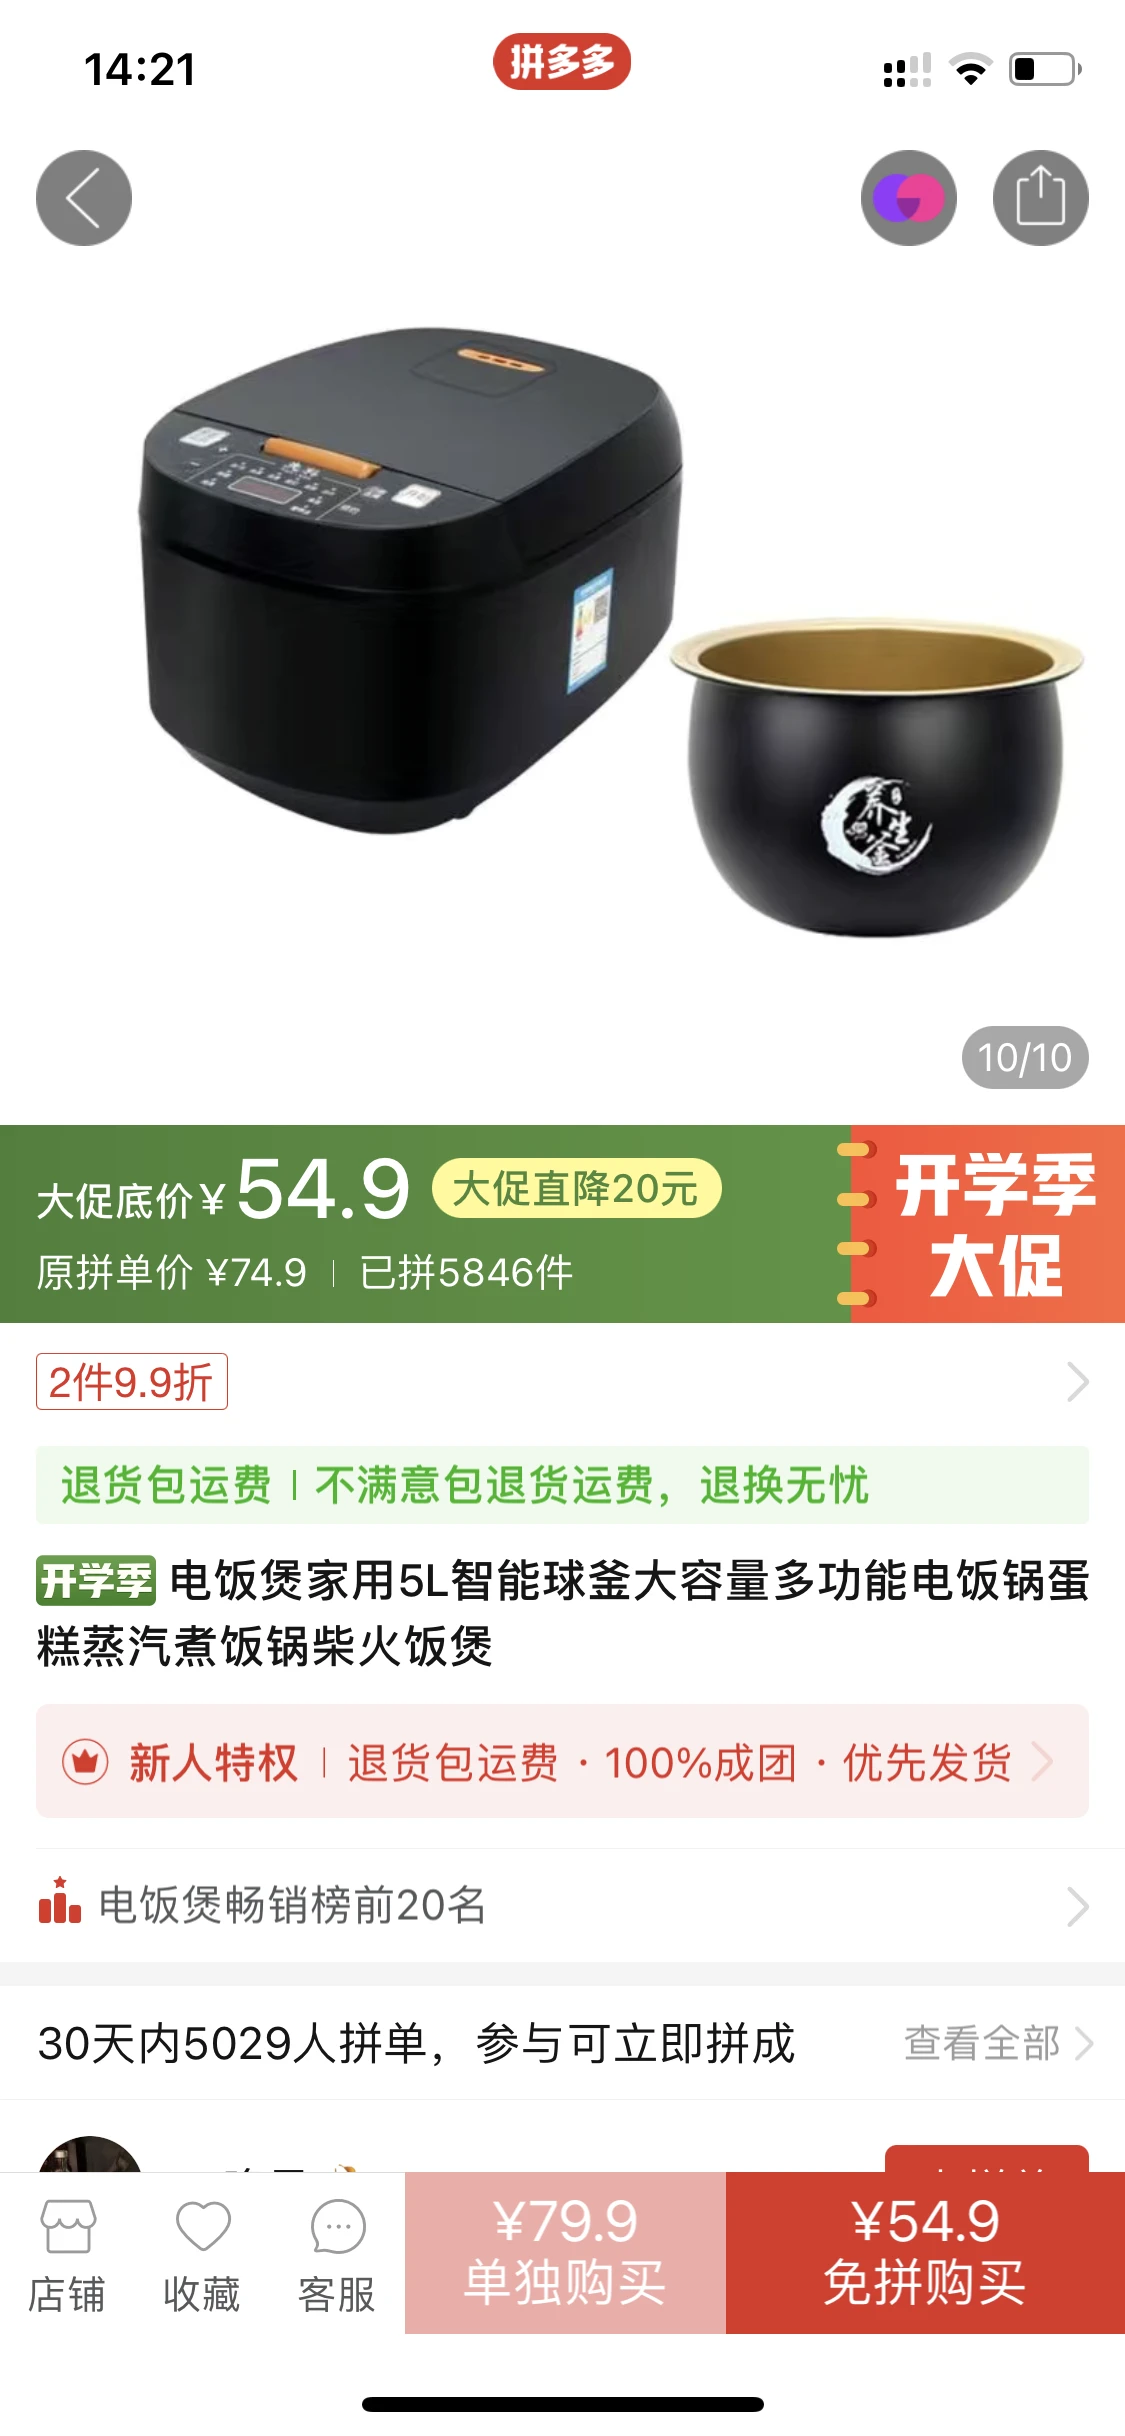 14:21
拼多多
养生釜
10/10
大促底价¥54.9 大促直降20元
原拼单价 ¥74.9 已拼5846件
开学季
大促
2件9.9折
退货包运费 不满意包退货运费，退换无忧
开学季 电饭煲家用5L智能球釜大容量多功能电饭锅蛋
糕蒸汽煮饭锅柴火饭煲
新人特权 退货包运费 · 100%成团 · 优先发货
电饭煲畅销榜前20名
30天内5029人拼单，参与可立即拼成 查看全部
店铺
收藏
客服
¥79.9
单独购买
¥54.9
免拼购买